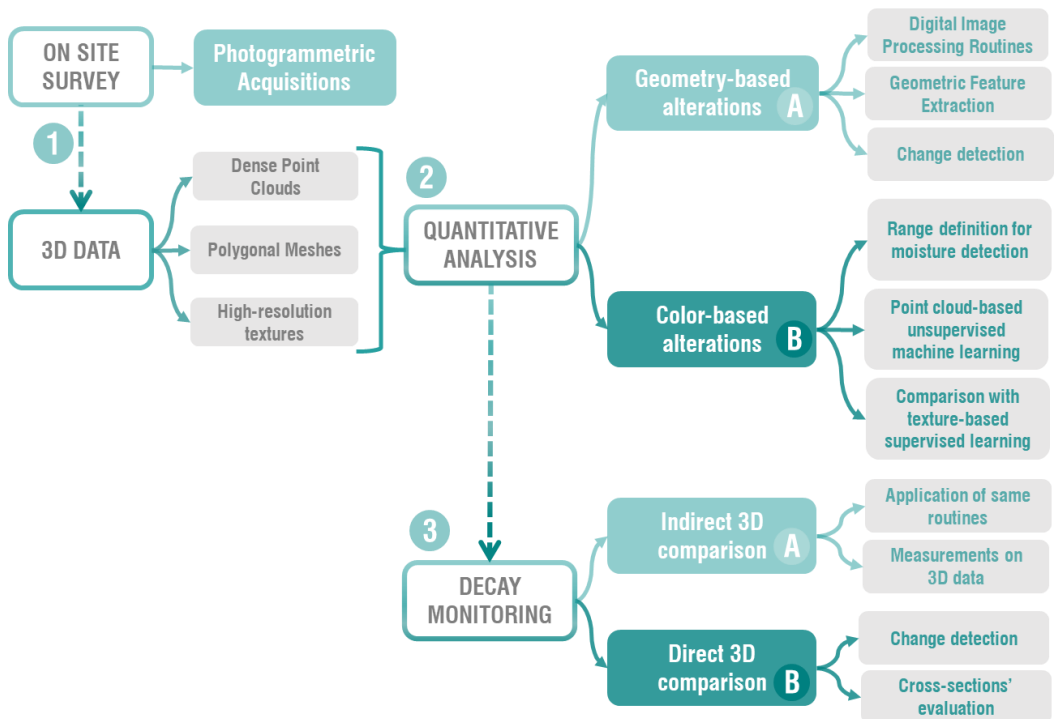 ON SITE
SURVEY
Photogrammetric
Acquisitions
1
3D DATA
Dense Point
Clouds
Polygonal Meshes
High-resolution
textures
2
QUANTITATIVE
ANALYSIS
Geometry-based
alterations A
Digital Image
Processing Routines
Geometric Feature
Extraction
Change detection
Color-based
alterations B
Range definition for
moisture detection
Point cloud-based
unsupervised
machine learning
Comparison with
texture-based
supervised learning
3
DECAY
MONITORING
Indirect 3D
comparison A
Application of same
routines
Measurements on
3D data
Direct 3D
comparison B
Change detection
Cross-sections'
evaluation